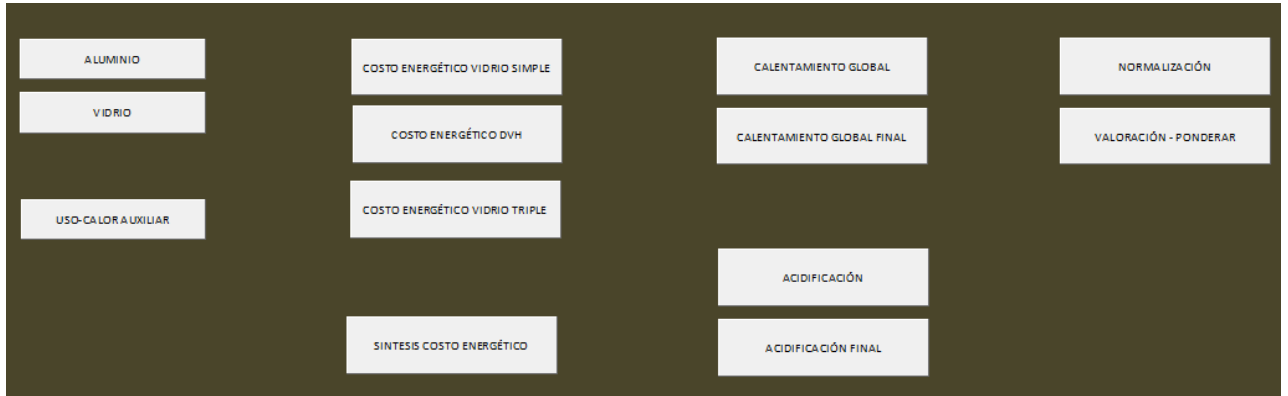 ALUMINIO
VIDRIO
USO-CALOR AUXILIAR
COSTO ENERGÉTICO VIDRIO SIMPLE
COSTO ENERGÉTICO DVH
COSTO ENERGÉTICO VIDRIO TRIPLE
SINTESIS COSTO ENERGÉTICO
CALENTAMIENTO GLOBAL
CALENTAMIENTO GLOBAL FINAL
ACIDIFICACIÓN
ACIDIFICACIÓN FINAL
NORMALIZACIÓN
VALORACIÓN - PONDERAR